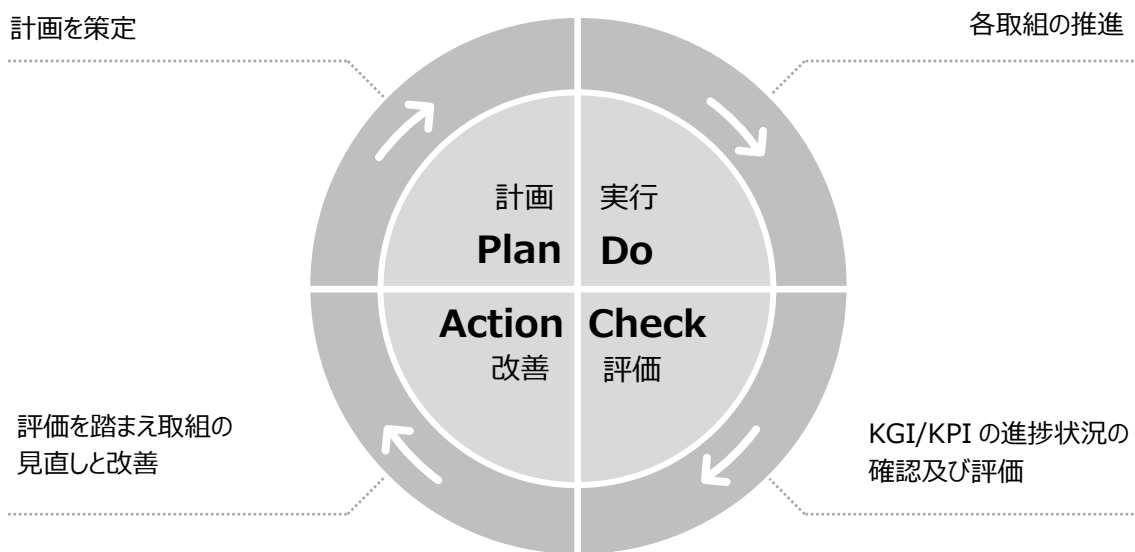 計画を策定
各取組の推進
計画
Plan
実行
Do
Action
改善
Check
評価
評価を踏まえ取組の
見直しと改善
KGI/KPI の進捗状況の
確認及び評価